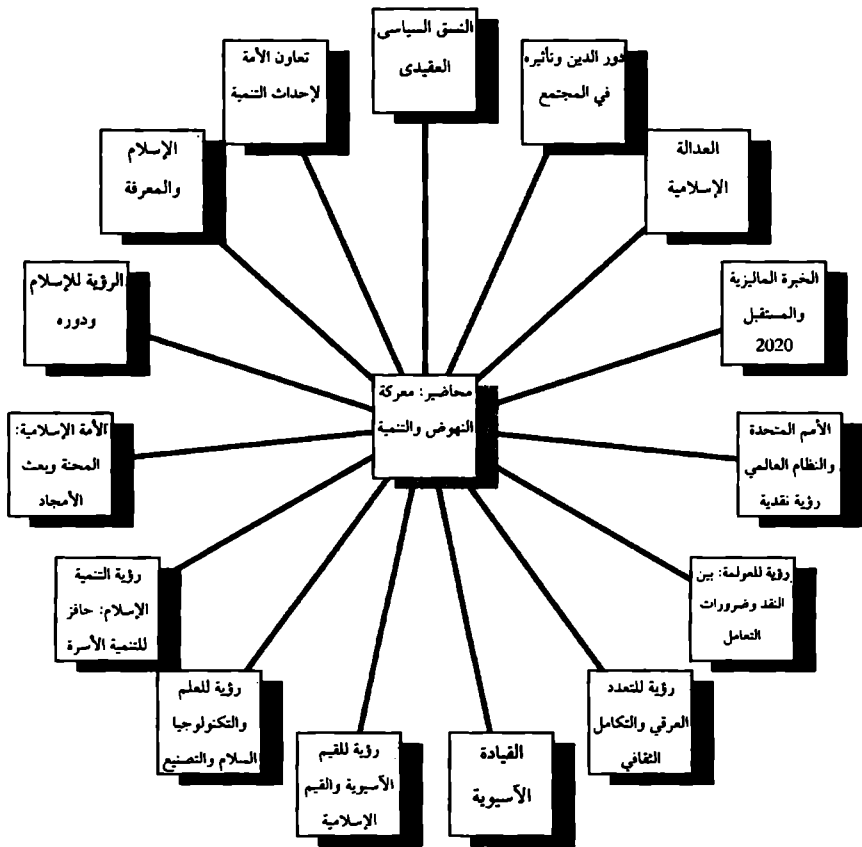 النسق السياسى
العقيدى
دور الدين وتأثيره
في المجتمع
العدالة
الإسلامية
الخبرة الماليزية
والمستقبل
2020
الأمم المتحدة
والنظام العالمي
رؤية نقدية
رؤية للعولمة: بين
النقد وضرورات
التعامل
رؤية للتعدد
العرقي والتكامل
الثقافي
القيادة
الآسيوية
رؤية للقيم
الآسيوية والقيم
الإسلامية
رؤية للعلم
والتكنولوجيا
السلام والتصنيع
رؤية التنمية
الإسلام: حافز
للتنمية الأسرة
الأمة الإسلامية:
المحنة وبعث
الأمجاد
الرؤية للإسلام
ودوره
الإسلام
والمعرفة
تعاون الأمة
لإحداث التنمية
محاضير: معركة
النهوض والتنمية